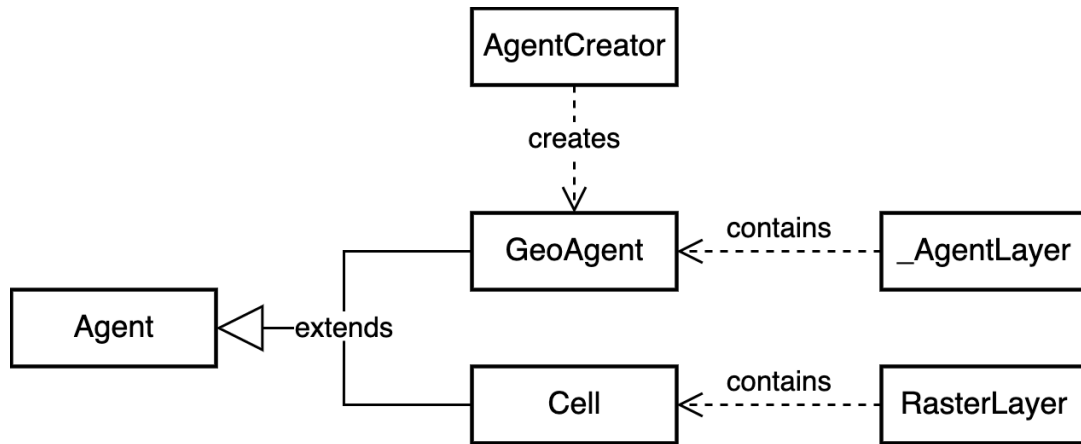 AgentCreator
creates
GeoAgent
contains
_AgentLayer
Agent
extends
Cell
contains
RasterLayer